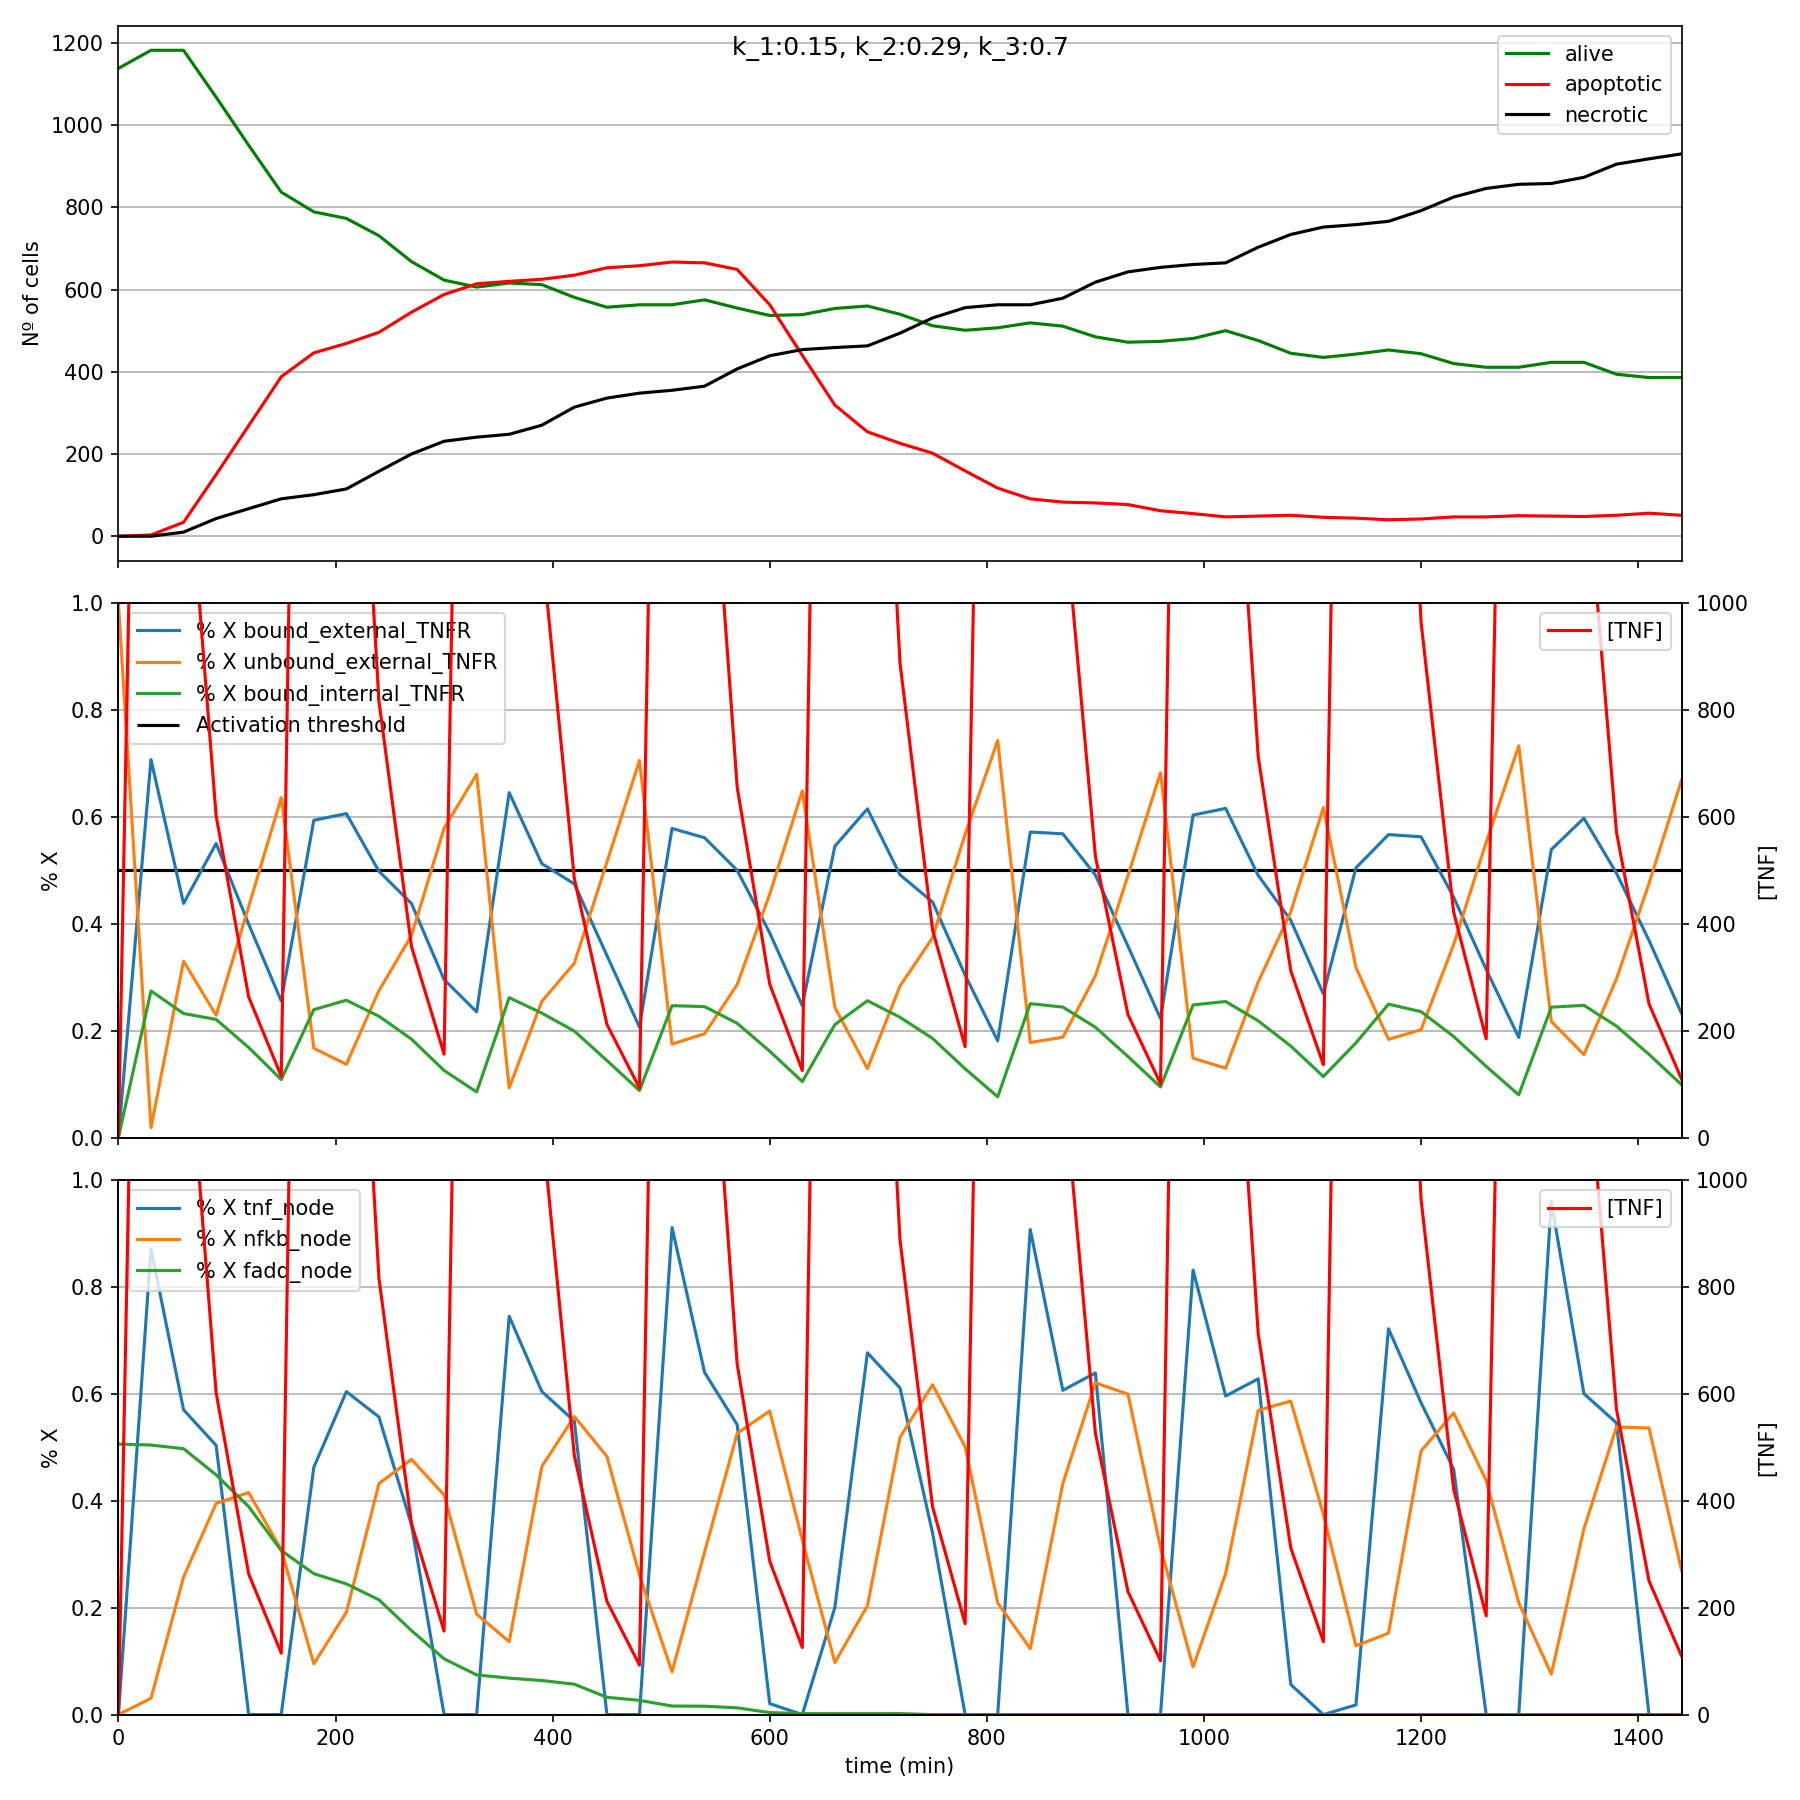 k_1:0.15, k_2:0.29, k_3:0.7
1200
1000
800
600
400
200
0
Nº of cells
alive
apoptotic
necrotic
1.0
0.8
0.6
0.4
0.2
0.0
% X
% X bound_external_TNFR
% X unbound_external_TNFR
% X bound_internal_TNFR
Activation threshold
[TNF]
1000
800
600
400
200
0
[TNF]
1.0
0.8
0.6
0.4
0.2
0.0
% X
% X tnf_node
% X nfkb_node
% X fadd_node
[TNF]
1000
800
600
400
200
0
[TNF]
0 200 400 600 800 1000 1200 1400
time (min)